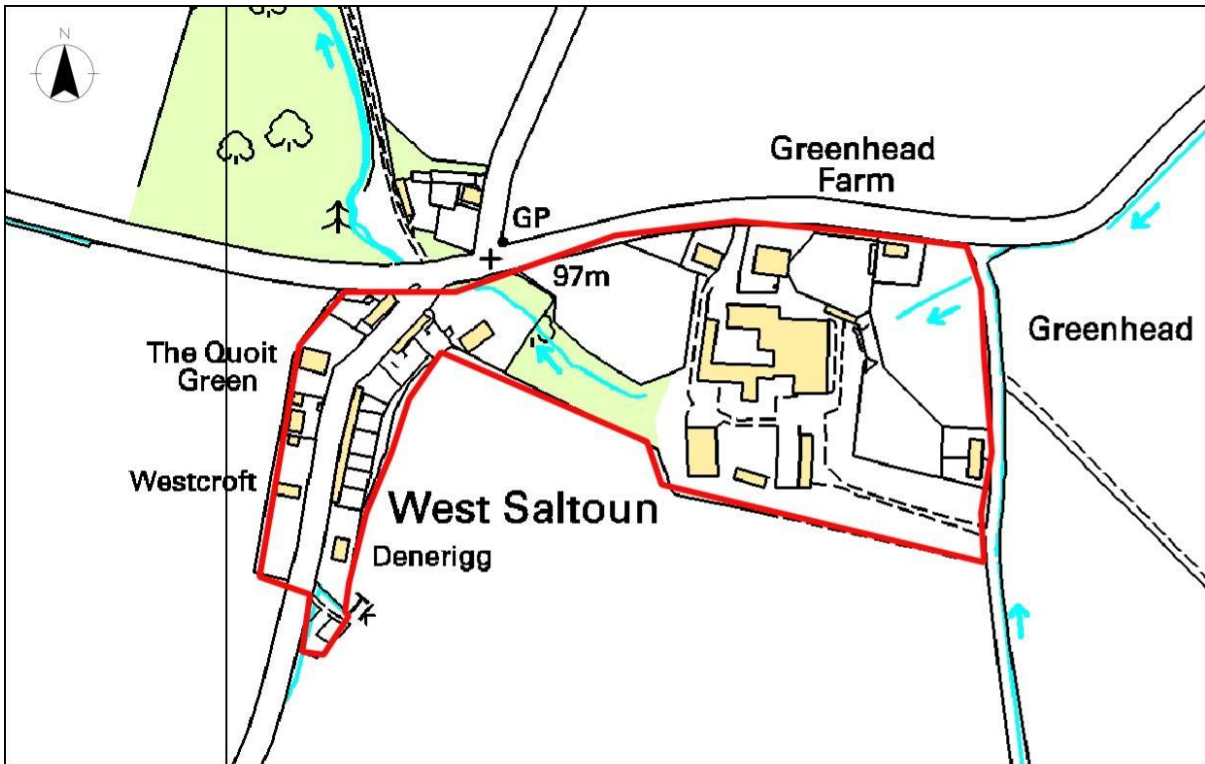 N
Greenhead
Farm
GP
97m
The Quoit
Green
Greenhead
Westcroft
West Saltoun
Denerigg
Tk